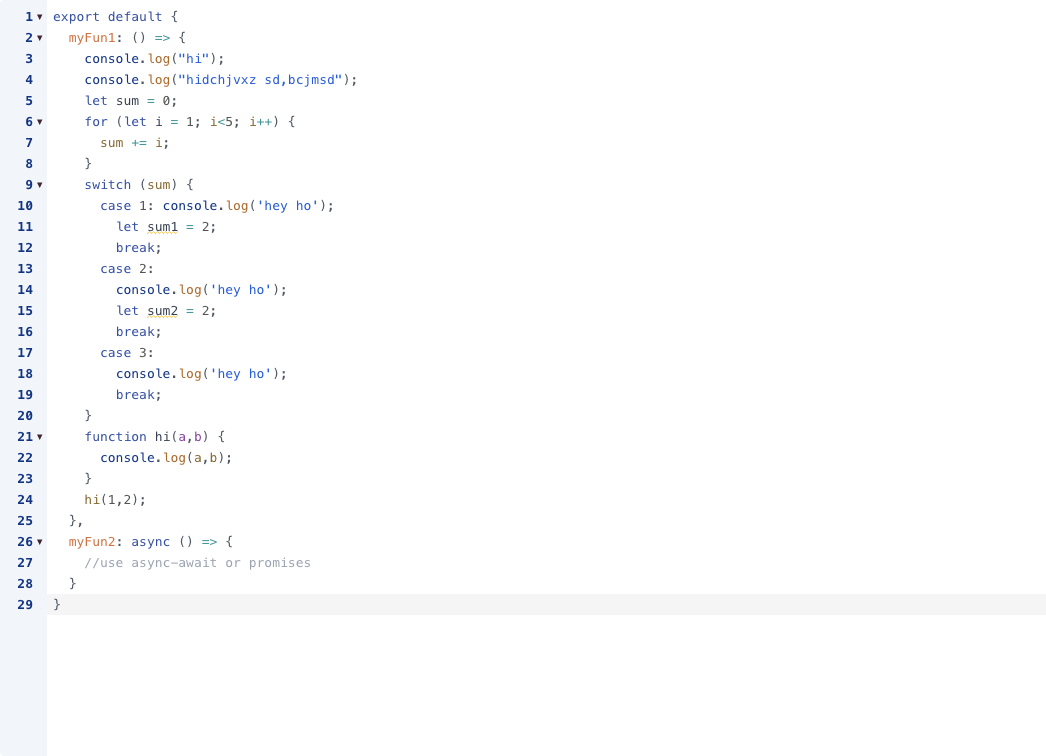 1 export default {
2   myFun1: () => {
3     console.log("hi");
4     console.log("hidchjvxz sd,bcjmsd");
5     let sum = 0;
6     for (let i = 1; i<5; i++) {
7       sum += i;
8     }
9     switch (sum) {
10       case 1: console.log('hey ho');
11         let sum1 = 2;
12         break;
13       case 2:
14         console.log('hey ho');
15         let sum2 = 2;
16         break;
17       case 3:
18         console.log('hey ho');
19         break;
20     }
21     function hi(a,b) {
22       console.log(a,b);
23     }
24     hi(1,2);
25   },
26   myFun2: async () => {
27     //use async-await or promises
28   }
29 }